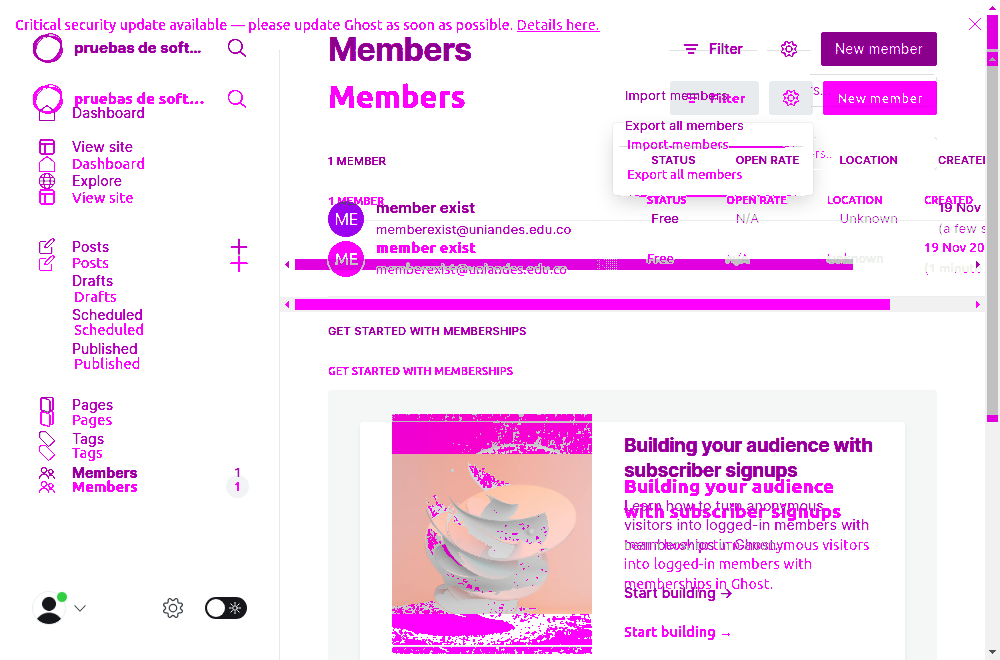 Critical security update available — please update Ghost as soon as possible. Details here.
pruebas de soft...
Members
Filter
New member
pruebas de soft...
Members
Filter
New member
Dashboard
Import members
Export all members
Import members
Export all members
View site
Dashboard
Explore
View site
1 MEMBER
STATUS
OPEN RATE
LOCATION
1 MEMBER
STATUS
OPEN RATE
LOCATION
CREATED
ME
member exist
memberexist@uniandes.edu.co
Free
N/A
Unknown
19 Nov
(a few s
ME
member exist
memberexist@uniandes.edu.co
Free
N/A
Unknown
19 Nov 20
(1 minu
Posts
Posts
Drafts
Drafts
Scheduled
Scheduled
Published
Published
Pages
Pages
Tags
Tags
Members
1
Members
1
GET STARTED WITH MEMBERSHIPS
GET STARTED WITH MEMBERSHIPS
Building your audience with
subscriber signups
Building your audience
with subscriber signups
Learn how to turn anonymous
visitors into logged-in members with
memberships in Ghost.
Learn how to turn anonymous visitors
into logged-in members with
memberships in Ghost.
Start building →
Start building →